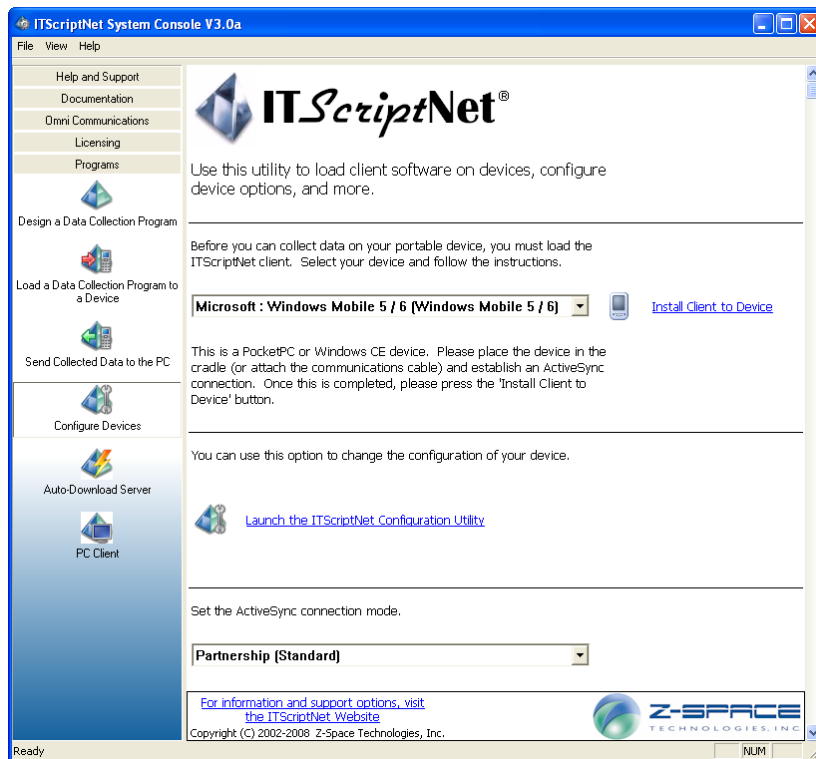 ITScriptNet System Console V3.0a
File View Help
Help and Support
Documentation
Omni Communications
Licensing
Programs
Design a Data Collection Program
Load a Data Collection Program to
a Device
Send Collected Data to the PC
Configure Devices
Auto-Download Server
PC Client
ITScriptNet®
Use this utility to load client software on devices, configure
device options, and more.
Before you can collect data on your portable device, you must load the
ITScriptNet client. Select your device and follow the instructions.
Microsoft : Windows Mobile 5 / 6 (Windows Mobile 5 / 6)
Install Client to Device
This is a PocketPC or Windows CE device. Please place the device in the
cradle (or attach the communications cable) and establish an ActiveSync
connection. Once this is completed, please press the 'Install Client to
Device' button.
You can use this option to change the configuration of your device.
Launch the ITScriptNet Configuration Utility
Set the ActiveSync connection mode.
Partnership (Standard)
For information and support options, visit
the ITScriptNet Website
Copyright (C) 2002-2008 Z-Space Technologies, Inc.
Z-SPACE
TECHNOLOGIES, INC
Ready
NUM